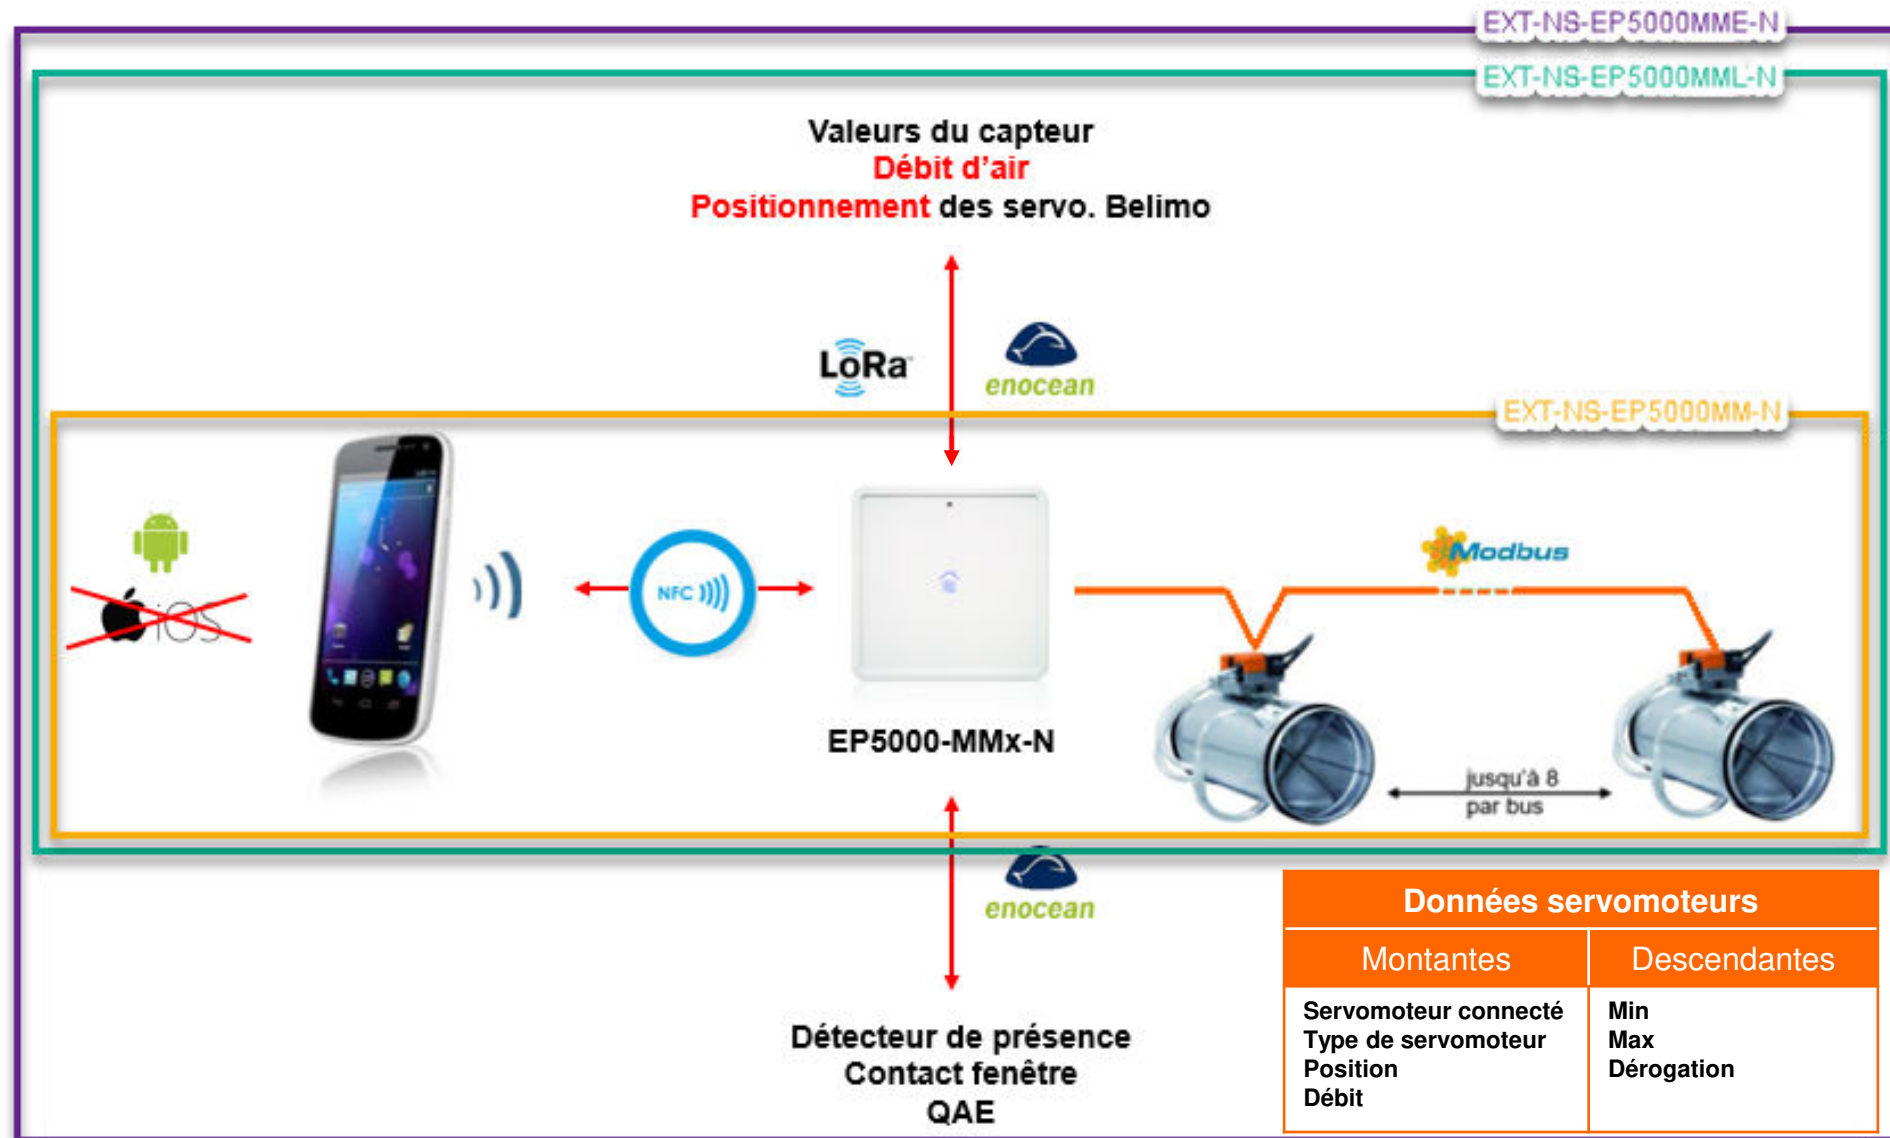 EXT-NS-EP5000MME-N
EXT-NS-EP5000MML-N
Valeurs du capteur
Débit d'air
Positionnement des servo. Belimo
LoRa
enocean
EXT-NS-EP5000MM-N
iOS
NFC
Modbus
EP5000-MMx-N
jusqu'à 8
par bus
enocean
Données servomoteurs
Montantes
Descendantes
Servomoteur connecté
Type de servomoteur
Position
Débit
Min
Max
Dérogation
Détecteur de présence
Contact fenêtre
QAE